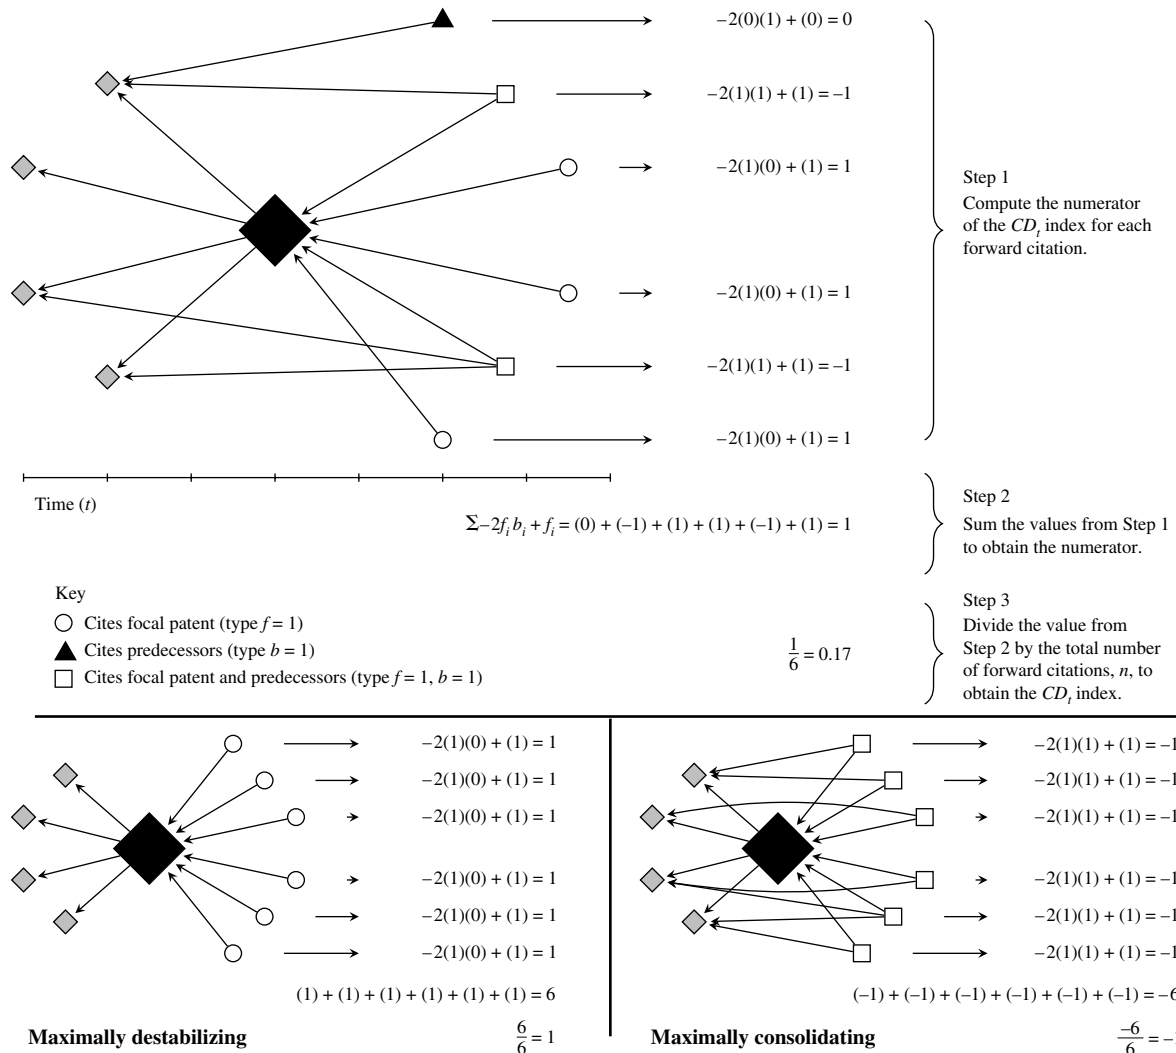 –2(0)(1) + (0) = 0
–2(1)(1) + (1) = –1
–2(1)(0) + (1) = 1
–2(1)(0) + (1) = 1
–2(1)(1) + (1) = –1
–2(1)(0) + (1) = 1
Step 1
Compute the numerator
of the CD_t index for each
forward citation.
Time (t)
Σ–2f_i b_i + f_i = (0) + (–1) + (1) + (1) + (–1) + (1) = 1
Step 2
Sum the values from Step 1
to obtain the numerator.
Key
Cites focal patent (type f = 1)
Cites predecessors (type b = 1)
Cites focal patent and predecessors (type f = 1, b = 1)
1/6 = 0.17
Step 3
Divide the value from
Step 2 by the total number
of forward citations, n, to
obtain the CD_t index.
–2(1)(0) + (1) = 1
–2(1)(0) + (1) = 1
–2(1)(0) + (1) = 1
–2(1)(0) + (1) = 1
–2(1)(0) + (1) = 1
–2(1)(0) + (1) = 1
(1) + (1) + (1) + (1) + (1) + (1) = 6
Maximally destabilizing
6/6 = 1
–2(1)(1) + (1) = –1
–2(1)(1) + (1) = –1
–2(1)(1) + (1) = –1
–2(1)(1) + (1) = –1
–2(1)(1) + (1) = –1
–2(1)(1) + (1) = –1
(–1) + (–1) + (–1) + (–1) + (–1) + (–1) = –6
Maximally consolidating
–6/6 = –